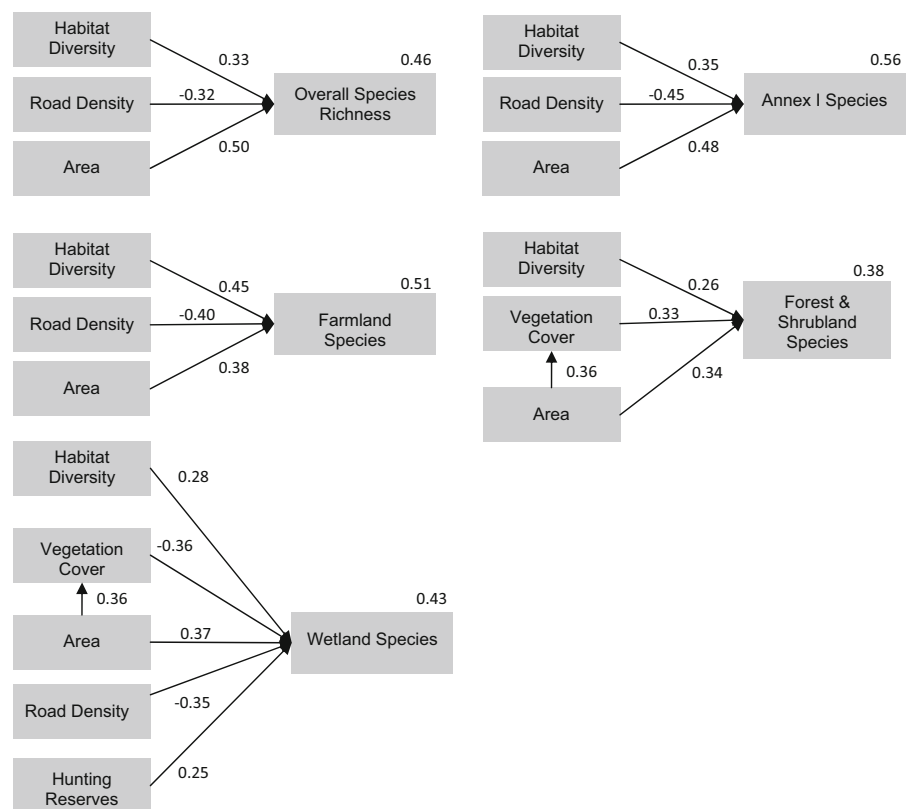 Habitat
Diversity
0.33
0.46
Road Density
-0.32
Overall Species
Richness
Area
0.50
Habitat
Diversity
0.35
0.56
Road Density
-0.45
Annex I Species
Area
0.48
Habitat
Diversity
0.45
0.51
Road Density
-0.40
Farmland
Species
Area
0.38
Habitat
Diversity
0.26
0.38
Vegetation
Cover
0.33
Forest &
Shrubland
Species
0.36
0.34
Area
Habitat
Diversity
0.28
Vegetation
Cover
-0.36
0.36
0.43
Area
0.37
Wetland Species
Road Density
-0.35
Hunting
Reserves
0.25